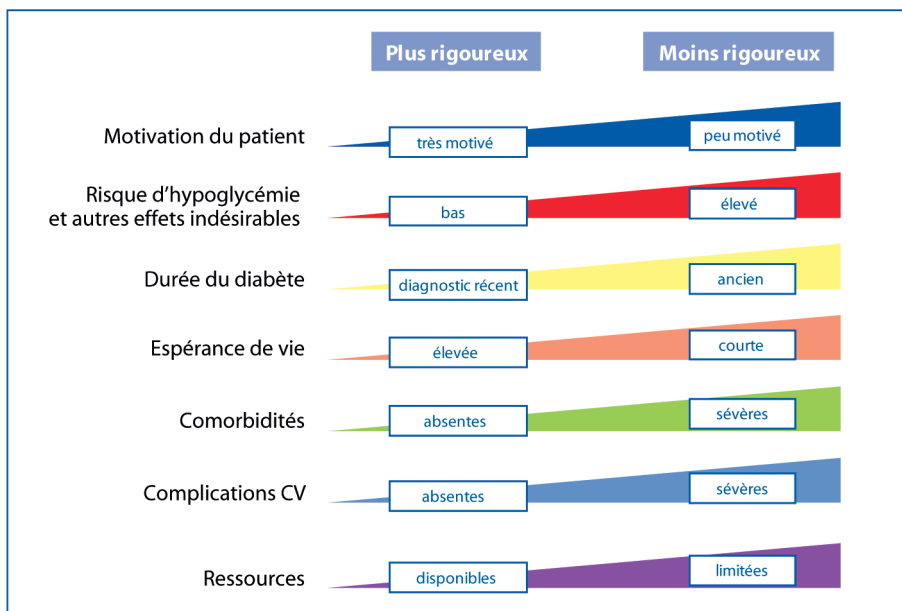 Plus rigoureux
Moins rigoureux
Motivation du patient
très motivé
peu motivé
Risque d'hypoglycémie
et autres effets indésirables
bas
élevé
Durée du diabète
diagnostic récent
ancien
Espérance de vie
élevée
courte
Comorbidités
absentes
sévères
Complications CV
absentes
sévères
Ressources
disponibles
limitées